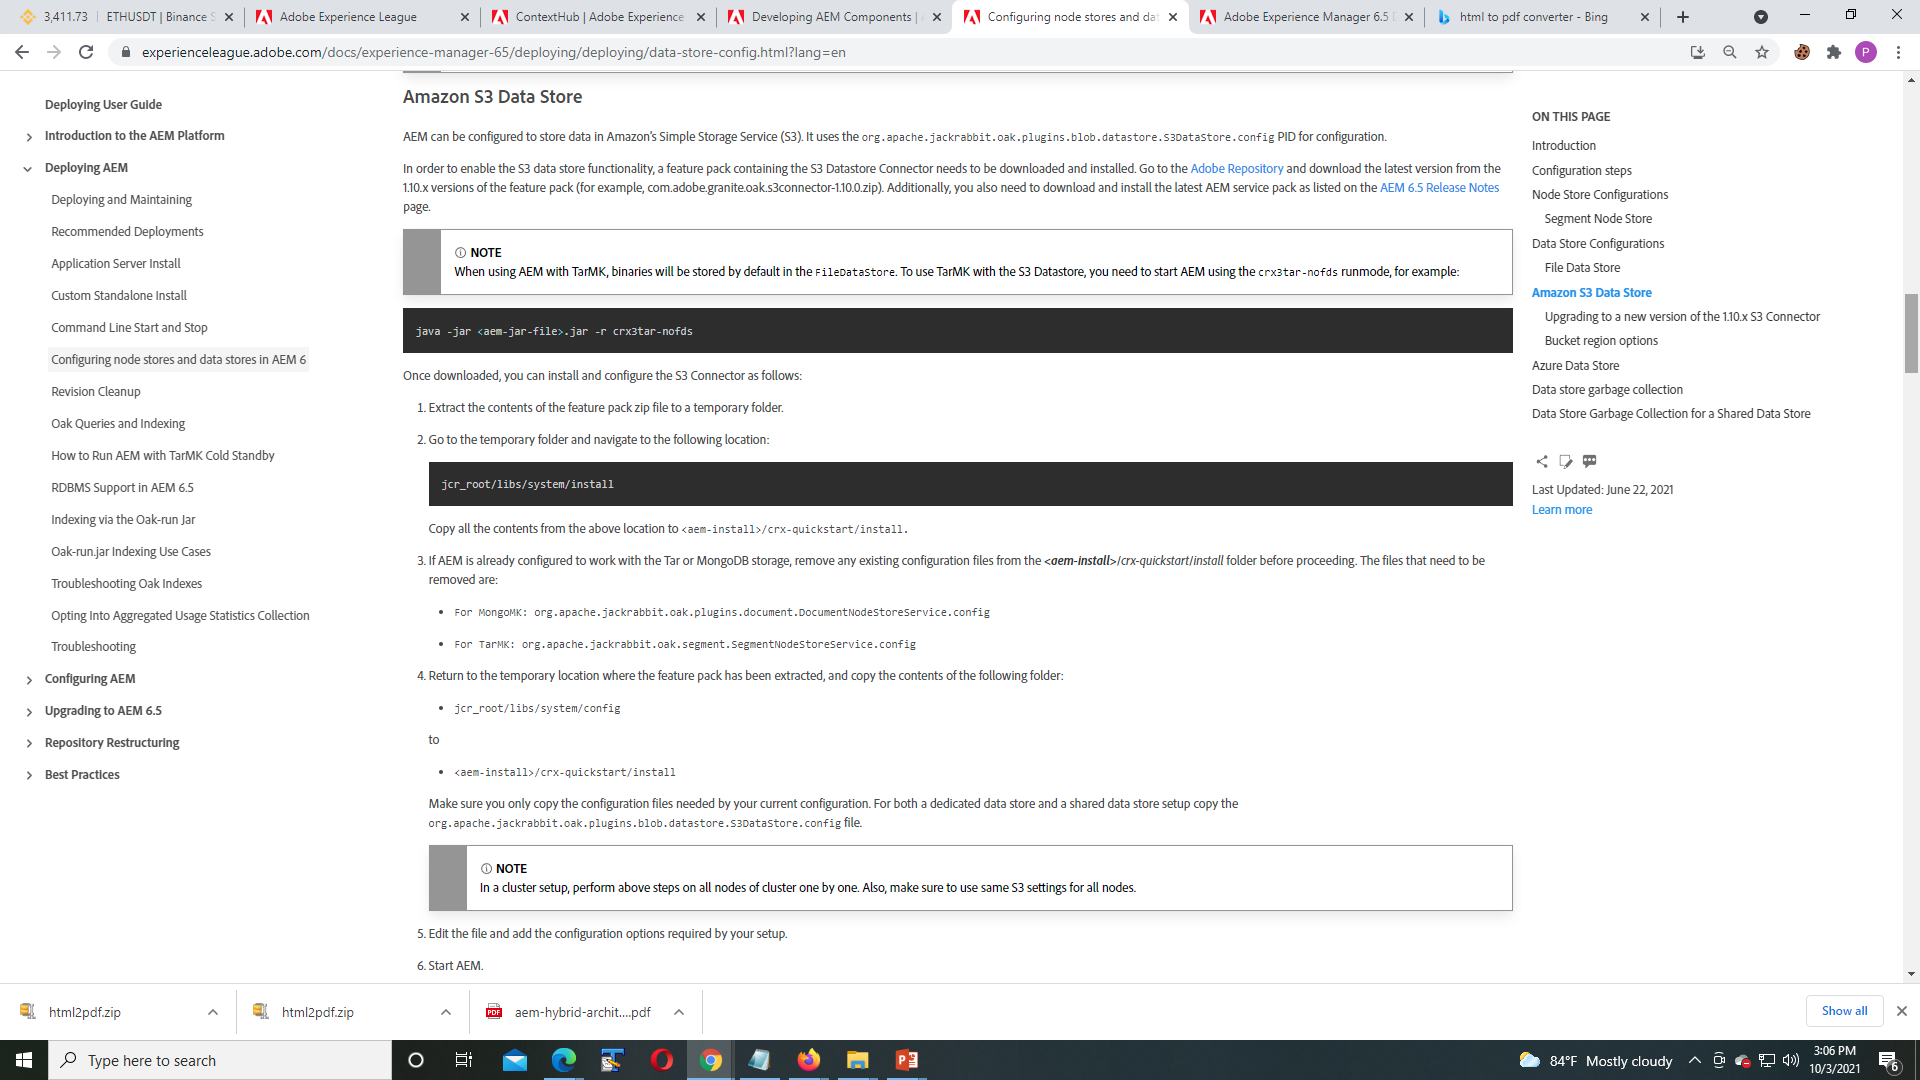 3,411.73 ETHUSDT | Binance S
Adobe Experience League
ContextHub | Adobe Experience
Developing AEM Components | A
Configuring node stores and dat
Adobe Experience Manager 6.5 D
html to pdf converter - Bing
experienceleague.adobe.com/docs/experience-manager-65/deploying/deploying/data-store-config.html?lang=en
P
Deploying User Guide
Introduction to the AEM Platform
Deploying AEM
Deploying and Maintaining
Recommended Deployments
Application Server Install
Custom Standalone Install
Command Line Start and Stop
Configuring node stores and data stores in AEM 6
Revision Cleanup
Oak Queries and Indexing
How to Run AEM with TarMK Cold Standby
RDBMS Support in AEM 6.5
Indexing via the Oak-run Jar
Oak-run.jar Indexing Use Cases
Troubleshooting Oak Indexes
Opting Into Aggregated Usage Statistics Collection
Troubleshooting
Configuring AEM
Upgrading to AEM 6.5
Repository Restructuring
Best Practices
Amazon S3 Data Store
AEM can be configured to store data in Amazon's Simple Storage Service (S3). It uses the org.apache.jackrabbit.oak.plugins.blob.datastore.S3DataStore.config PID for configuration.
In order to enable the S3 data store functionality, a feature pack containing the S3 Datastore Connector needs to be downloaded and installed. Go to the Adobe Repository and download the latest version from the
1.10.x versions of the feature pack (for example, com.adobe.granite.oak.s3connector-1.10.0.zip). Additionally, you also need to download and install the latest AEM service pack as listed on the AEM 6.5 Release Notes
page.
NOTE
When using AEM with TarMK, binaries will be stored by default in the FileDataStore. To use TarMK with the S3 Datastore, you need to start AEM using the crx3tar-nofds runmode, for example:
java -jar <aem-jar-file>.jar -r crx3tar-nofds
Once downloaded, you can install and configure the S3 Connector as follows:
1. Extract the contents of the feature pack zip file to a temporary folder.
2. Go to the temporary folder and navigate to the following location:
jcr_root/libs/system/install
Copy all the contents from the above location to <aem-install>/crx-quickstart/install.
3. If AEM is already configured to work with the Tar or MongoDB storage, remove any existing configuration files from the <aem-install>/crx-quickstart/install folder before proceeding. The files that need to be
removed are:
• For MongoMK: org.apache.jackrabbit.oak.plugins.document.DocumentNodeStoreService.config
• For TarMK: org.apache.jackrabbit.oak.segment.SegmentNodeStoreService.config
4. Return to the temporary location where the feature pack has been extracted, and copy the contents of the following folder:
• jcr_root/libs/system/config
to
• <aem-install>/crx-quickstart/install
Make sure you only copy the configuration files needed by your current configuration. For both a dedicated data store and a shared data store setup copy the
org.apache.jackrabbit.oak.plugins.blob.datastore.S3DataStore.config file.
NOTE
In a cluster setup, perform above steps on all nodes of cluster one by one. Also, make sure to use same S3 settings for all nodes.
5. Edit the file and add the configuration options required by your setup.
6. Start AEM.
ON THIS PAGE
Introduction
Configuration steps
Node Store Configurations
Segment Node Store
Data Store Configurations
File Data Store
Amazon S3 Data Store
Upgrading to a new version of the 1.10.x S3 Connector
Bucket region options
Azure Data Store
Data store garbage collection
Data Store Garbage Collection for a Shared Data Store
Last Updated: June 22, 2021
Learn more
html2pdf.zip
html2pdf.zip
PDF
aem-hybrid-archit....pdf
Show all
Type here to search
84°F Mostly cloudy
3:06 PM
10/3/2021
6